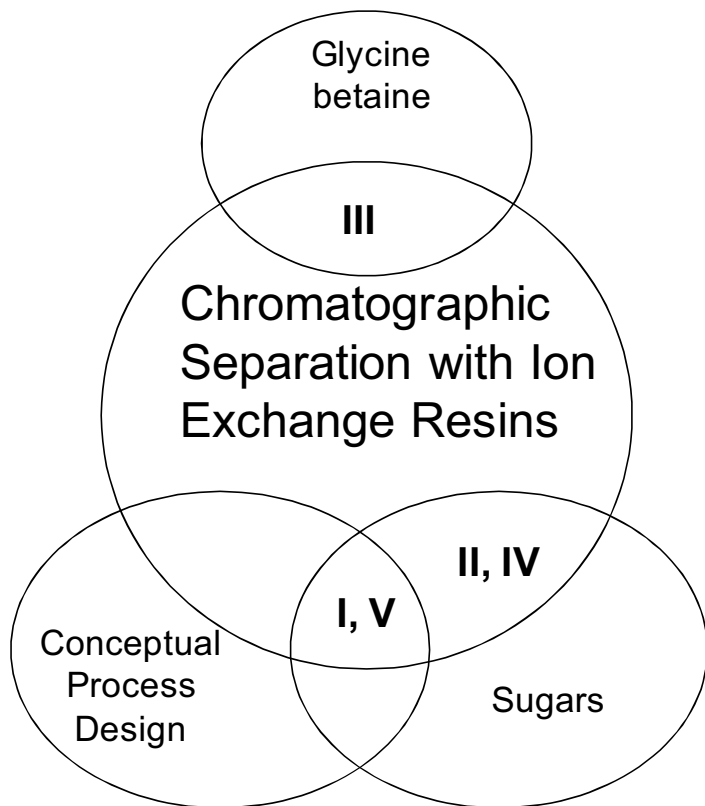 Glycine
betaine
III
Chromatographic
Separation with Ion
Exchange Resins
II, IV
I, V
Conceptual
Process
Design
Sugars